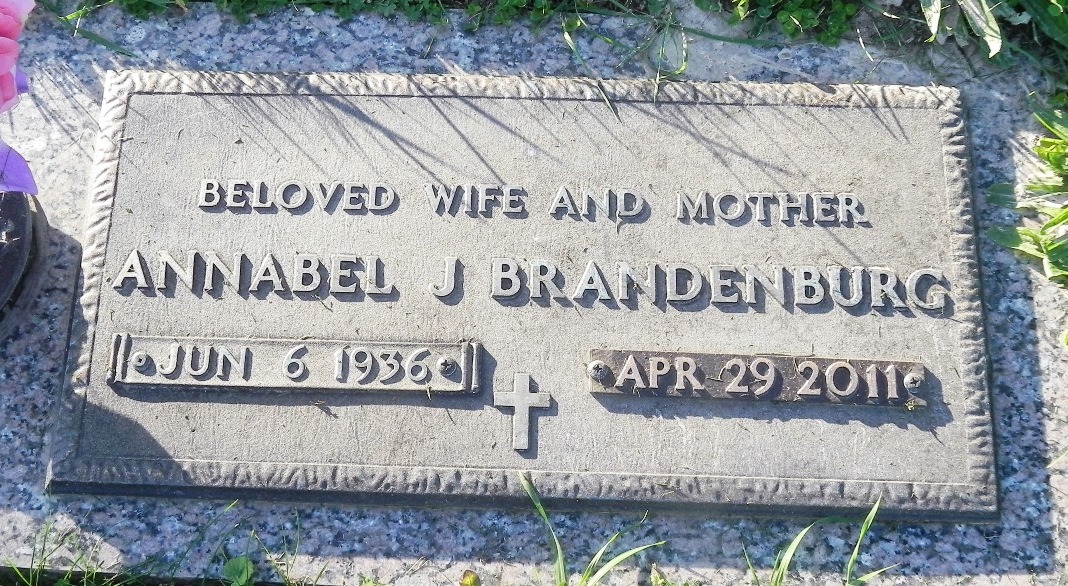 BELOVED WIFE AND MOTHER
ANNABEL J BRANDENBURG
JUN 6 1936 APR 29 2011